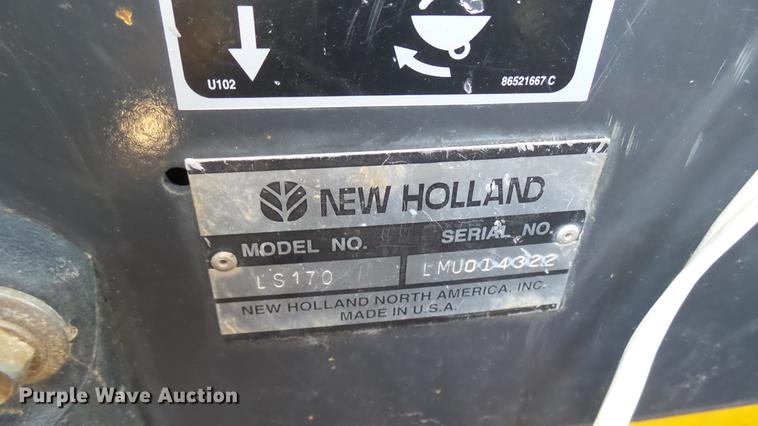 U102
86521667 C
NEW HOLLAND
MODEL NO.
SERIAL NO.
LS170
LMU014322
NEW HOLLAND NORTH AMERICA, INC.
MADE IN U.S.A.
Purple Wave Auction